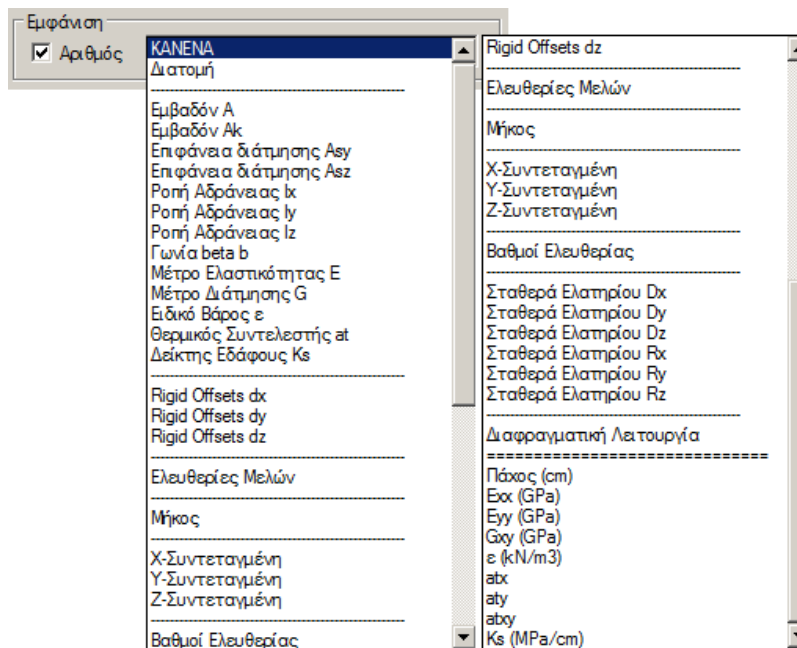 Εμφάνιση
Αριθμός
ΚΑΝΕΝΑ
Διατομή
Εμβαδόν A
Εμβαδόν Ak
Επιφάνεια διάτμησης Asy
Επιφάνεια διάτμησης Asz
Ροπή Αδράνειας Ix
Ροπή Αδράνειας Iy
Ροπή Αδράνειας Iz
Γωνία beta b
Μέτρο Ελαστικότητας E
Μέτρο Διάτμησης G
Ειδικό Βάρος ε
Θερμικός Συντελεστής at
Δείκτης Εδάφους Ks
Rigid Offsets dx
Rigid Offsets dy
Rigid Offsets dz
Ελευθερίες Μελών
Μήκος
X-Συντεταγμένη
Y-Συντεταγμένη
Z-Συντεταγμένη
Βαθμοί Ελευθερίας
Rigid Offsets dz
Ελευθερίες Μελών
Μήκος
X-Συντεταγμένη
Y-Συντεταγμένη
Z-Συντεταγμένη
Βαθμοί Ελευθερίας
Σταθερά Ελατηρίου Dx
Σταθερά Ελατηρίου Dy
Σταθερά Ελατηρίου Dz
Σταθερά Ελατηρίου Rx
Σταθερά Ελατηρίου Ry
Σταθερά Ελατηρίου Rz
Διαφραγματική Λειτουργία
==============================
Πάχος (cm)
Exx (GPa)
Eyy (GPa)
Gxy (GPa)
ε (kN/m3)
atx
aty
atxy
Ks (MPa/cm)